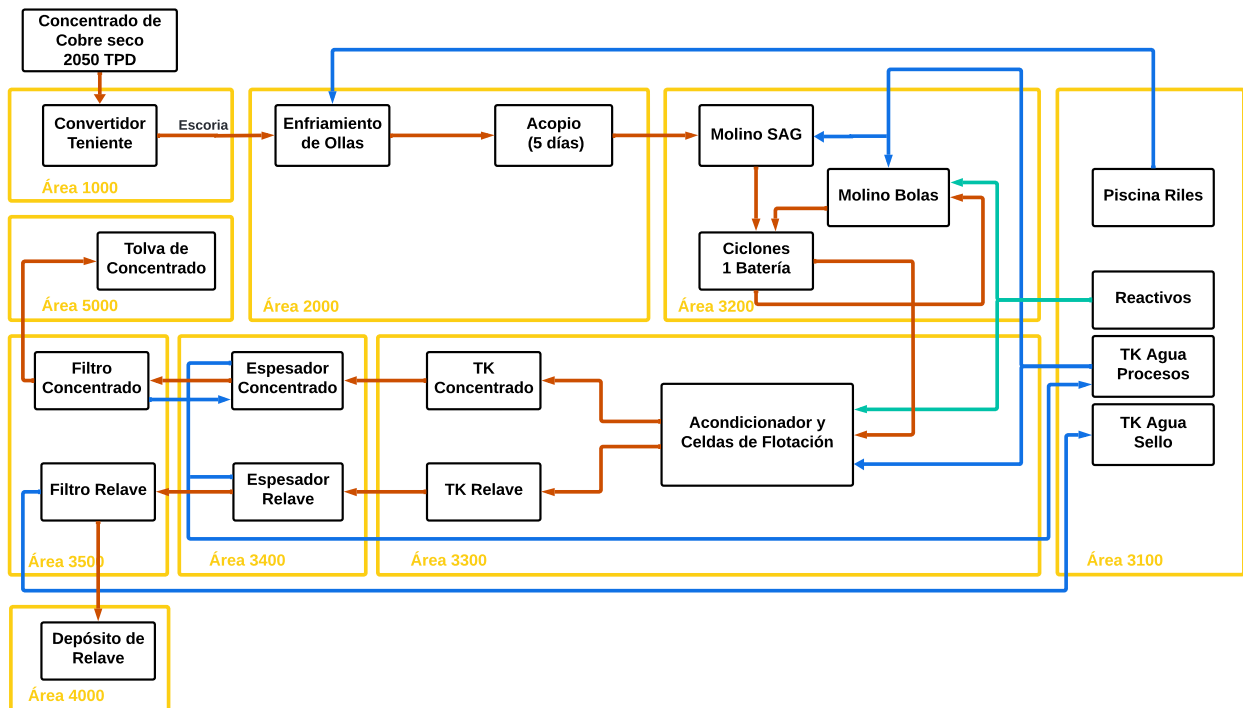 Concentrado de
Cobre seco
2050 TPD
Convertidor
Teniente
Escoria
Área 1000
Enfriamiento
de Ollas
Acopio
(5 días)
Área 2000
Molino SAG
Molino Bolas
Ciclones
1 Batería
Área 3200
Piscina Riles
Reactivos
TK Agua
Procesos
TK Agua
Sello
Área 3100
Tolva de
Concentrado
Área 5000
Filtro
Concentrado
Filtro Relave
Área 3500
Espesador
Concentrado
Espesador
Relave
Área 3400
TK
Concentrado
TK Relave
Acondicionador y
Celdas de Flotación
Área 3300
Depósito de
Relave
Área 4000